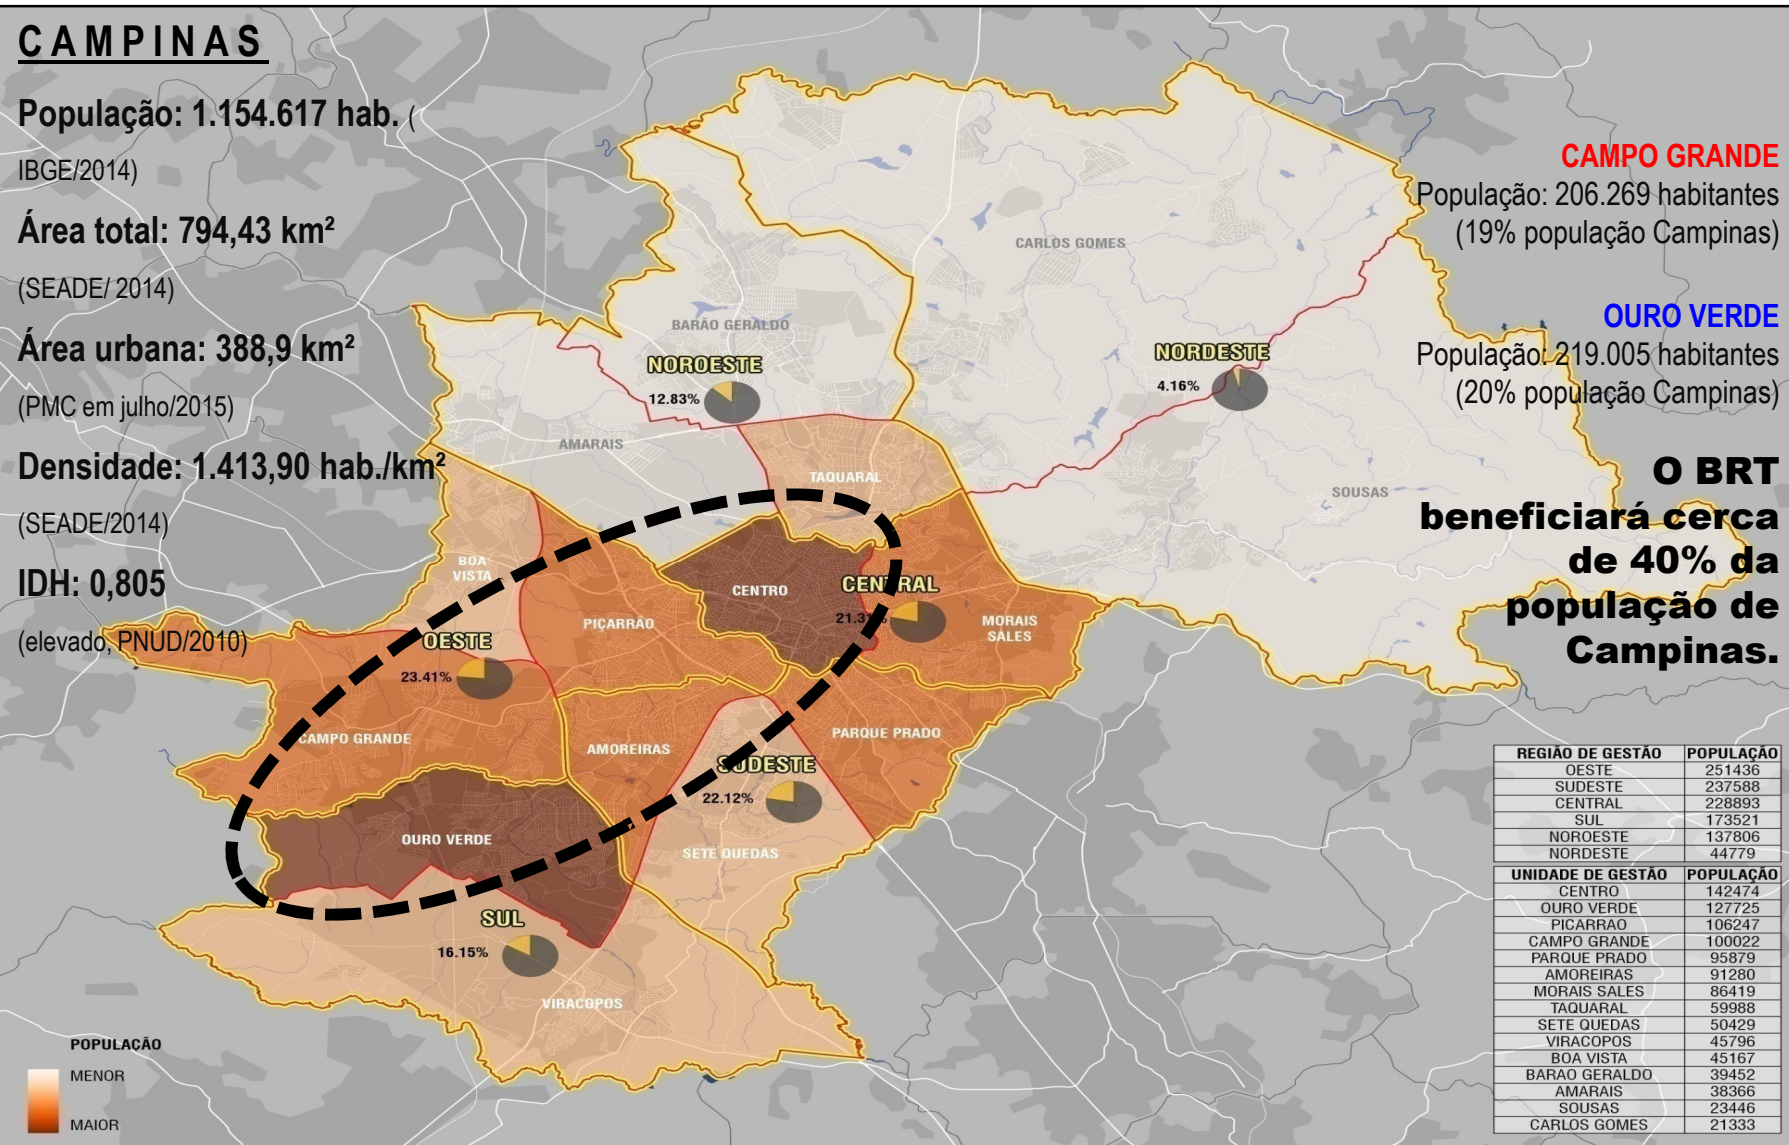 CAMPINAS
População: 1.154.617 hab. (
IBGE/2014)
Área total: 794,43 km²
(SEADE/ 2014)
Área urbana: 388,9 km²
(PMC em julho/2015)
Densidade: 1.413,90 hab./km²
(SEADE/2014)
IDH: 0,805
(elevado, PNUD/2010)
CAMPO GRANDE
População: 206.269 habitantes
(19% população Campinas)
OURO VERDE
População: 219.005 habitantes
(20% população Campinas)
O BRT
beneficiará cerca
de 40% da
população de
Campinas.
CARLOS GOMES
BARÃO GERALDO
NOROESTE
12.83%
NORDESTE
4.16%
AMARAIS
TAQUARAL
SOUSAS
BOA
VISTA
CENTRO
CENTRAL
21.31%
PIÇARRÃO
MORAIS
SALES
OESTE
23.41%
CAMPO GRANDE
AMOREIRAS
PARQUE PRADO
SUDESTE
22.12%
OURO VERDE
SETE QUEDAS
SUL
16.15%
VIRACOPOS
POPULAÇÃO
MENOR
MAIOR
REGIÃO DE GESTÃO POPULAÇÃO
OESTE 251436
SUDESTE 237588
CENTRAL 228893
SUL 173521
NOROESTE 137806
NORDESTE 44779
UNIDADE DE GESTÃO POPULAÇÃO
CENTRO 142474
OURO VERDE 127725
PICARRAO 106247
CAMPO GRANDE 100022
PARQUE PRADO 95879
AMOREIRAS 91280
MORAIS SALES 86419
TAQUARAL 59988
SETE QUEDAS 50429
VIRACOPOS 45796
BOA VISTA 45167
BARAO GERALDO 39452
AMARAIS 38366
SOUSAS 23446
CARLOS GOMES 21333